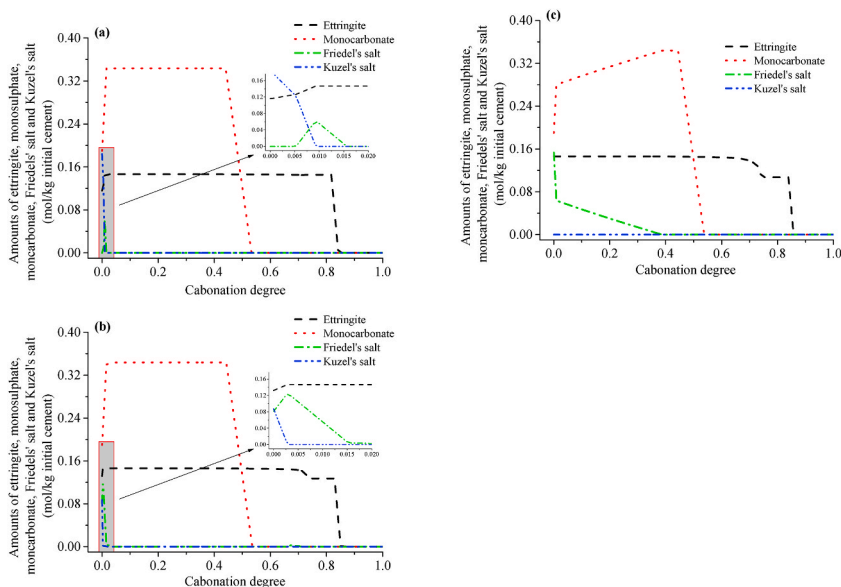 (a)
Ettringite
Monocarbonate
Friedel's salt
Kuzel's salt
Amounts of ettringite, monosulphate,
moncarbonate, Friedels' salt and Kuzel's salt
(mol/kg initial cement)
0.40
0.32
0.24
0.16
0.08
0.00
0.16
0.12
0.08
0.04
0.00
0.000 0.005 0.010 0.015 0.020
0.0 0.2 0.4 0.6 0.8 1.0
Cabonation degree
(b)
Ettringite
Monocarbonate
Friedel's salt
Kuzel's salt
Amounts of ettringite, monosulphate,
moncarbonate, Friedels' salt and Kuzel's salt
(mol/kg initial cement)
0.40
0.32
0.24
0.16
0.08
0.00
0.16
0.12
0.08
0.04
0.00
0.000 0.005 0.010 0.015 0.020
0.0 0.2 0.4 0.6 0.8 1.0
Cabonation degree
(c)
Ettringite
Monocarbonate
Friedel's salt
Kuzel's salt
Amounts of ettringite, monosulphate,
moncarbonate, Friedels' salt and Kuzel's salt
(mol/kg initial cement)
0.40
0.32
0.24
0.16
0.08
0.00
0.0 0.2 0.4 0.6 0.8 1.0
Cabonation degree